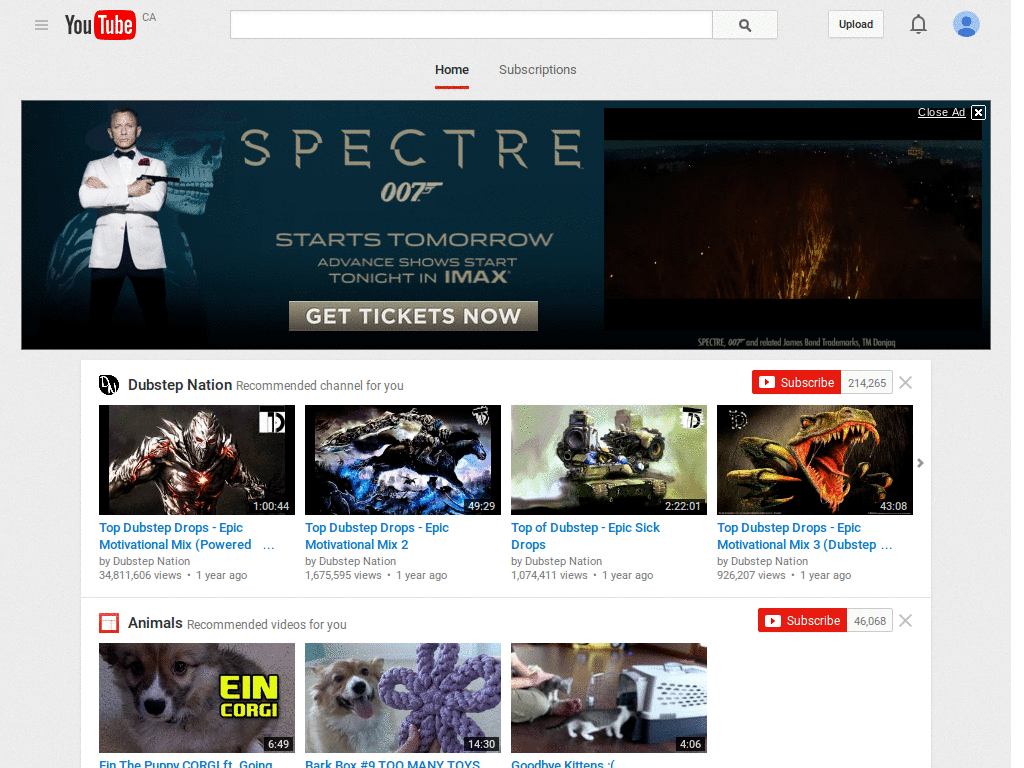 YouTube CA
Upload
Home Subscriptions
Close Ad
SPECTRE
007
STARTS TOMORROW
ADVANCE SHOWS START
TONIGHT IN IMAX
GET TICKETS NOW
SPECTRE, 007 and related James Bond Trademarks, TM Danjaq
Dubstep Nation Recommended channel for you
Subscribe 214,265
1:00:44 49:29 2:22:01 43:08
Top Dubstep Drops - Epic
Motivational Mix (Powered ...
by Dubstep Nation
34,811,606 views • 1 year ago
Top Dubstep Drops - Epic
Motivational Mix 2
by Dubstep Nation
1,675,595 views • 1 year ago
Top of Dubstep - Epic Sick
Drops
by Dubstep Nation
1,074,411 views • 1 year ago
Top Dubstep Drops - Epic
Motivational Mix 3 (Dubstep ...
by Dubstep Nation
926,207 views • 1 year ago
Animals Recommended videos for you
Subscribe 46,068
EIN
CORGI
6:49 14:30 4:06
Ein The Puppy CORGI ft. Going
Bark Box #9 TOO MANY TOYS
Goodbye Kittens :(